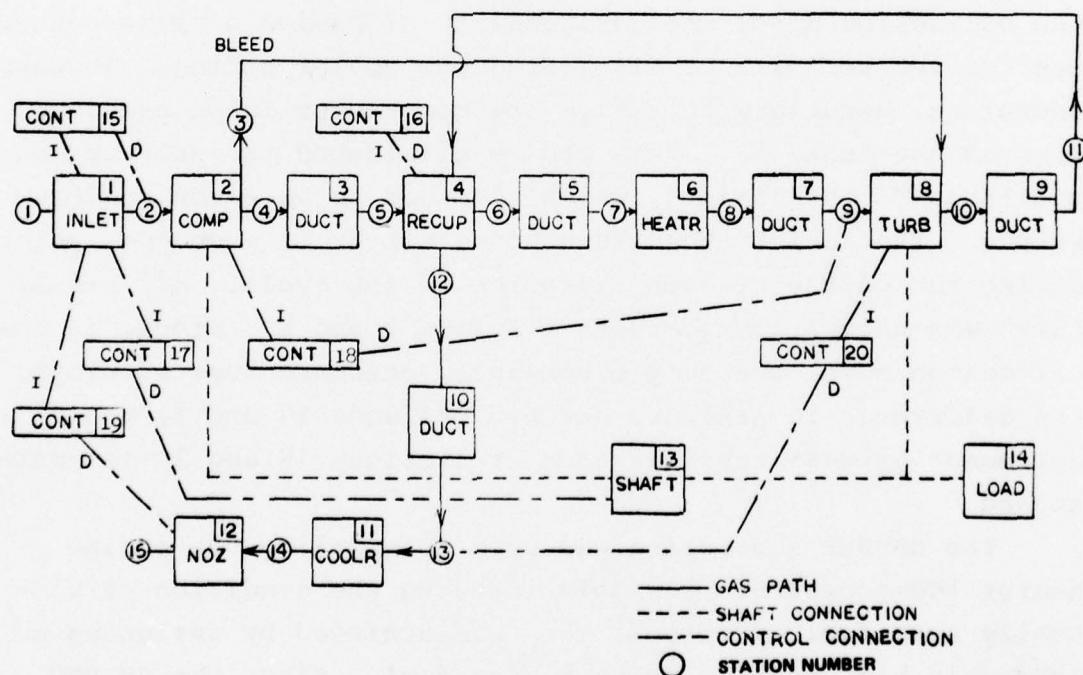 BLEED
3
11
CONT 15
CONT 16
I D
I D
1 2 3 4 5 6 7 8 9
1 INLET 2 COMP 4 DUCT 5 RECUP 6 DUCT 7 HEATR 8 DUCT 9 TURB 10 DUCT
12
I I I
CONT 17 CONT 18 D CONT 20
I D D
CONT 19 10
DUCT
D 13 14
SHAFT LOAD
12 11
15 NOZ 14 COOLR 13
GAS PATH
SHAFT CONNECTION
CONTROL CONNECTION
STATION NUMBER